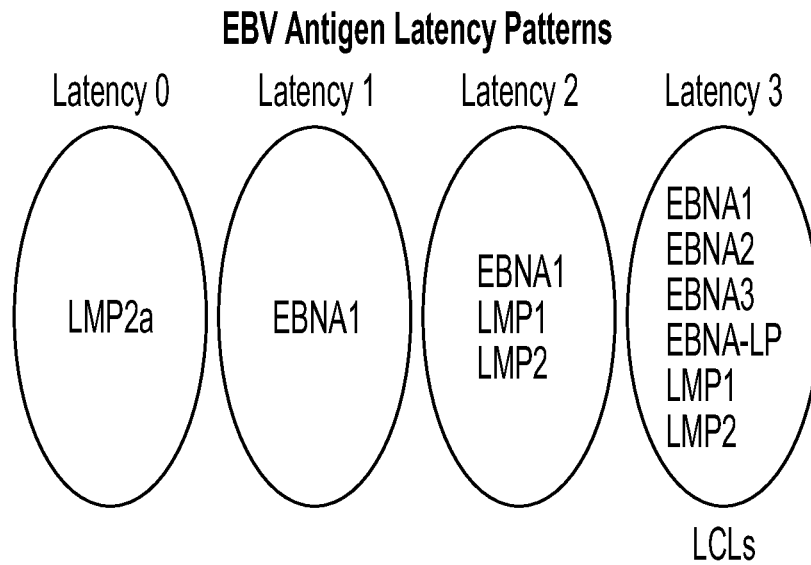 EBV Antigen Latency Patterns
Latency 0
Latency 1
Latency 2
Latency 3
LMP2a
EBNA1
EBNA1
LMP1
LMP2
EBNA1
EBNA2
EBNA3
EBNA-LP
LMP1
LMP2
LCLs